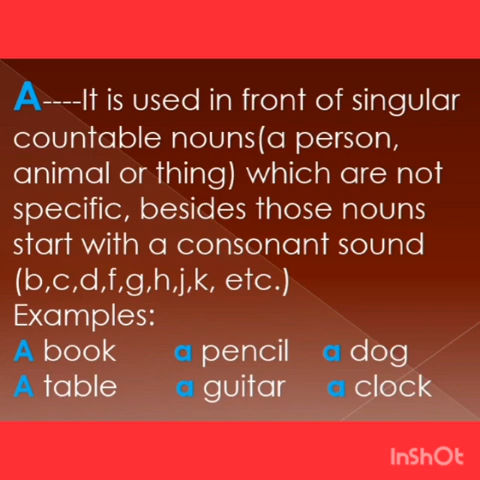 A----It is used in front of singular
countable nouns(a person,
animal or thing) which are not
specific, besides those nouns
start with a consonant sound
(b,c,d,f,g,h,j,k, etc.)
Examples:
A book a pencil a dog
A table a guitar a clock
InShOt